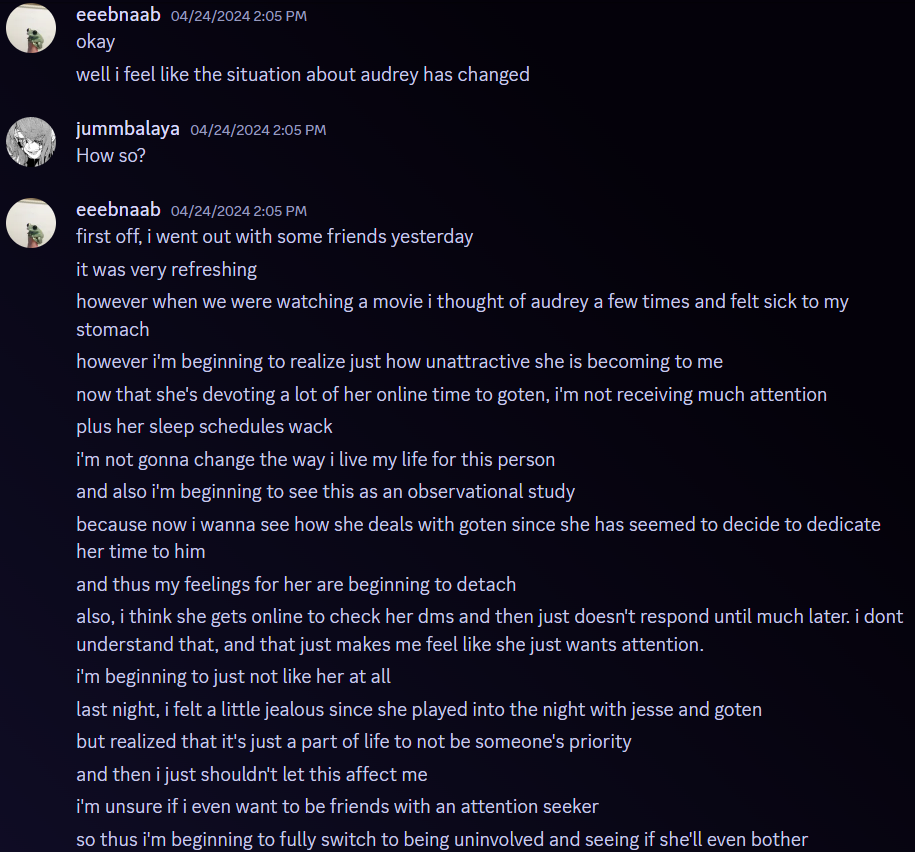 eeebnaab 04/24/2024 2:05 PM
okay
well i feel like the situation about audrey has changed
jummbalaya 04/24/2024 2:05 PM
How so?
eeebnaab 04/24/2024 2:05 PM
first off, i went out with some friends yesterday
it was very refreshing
however when we were watching a movie i thought of audrey a few times and felt sick to my
stomach
however i'm beginning to realize just how unattractive she is becoming to me
now that she's devoting a lot of her online time to goten, i'm not receiving much attention
plus her sleep schedules wack
i'm not gonna change the way i live my life for this person
and also i'm beginning to see this as an observational study
because now i wanna see how she deals with goten since she has seemed to decide to dedicate
her time to him
and thus my feelings for her are beginning to detach
also, i think she gets online to check her dms and then just doesn't respond until much later. i dont
understand that, and that just makes me feel like she just wants attention.
i'm beginning to just not like her at all
last night, i felt a little jealous since she played into the night with jesse and goten
but realized that it's just a part of life to not be someone's priority
and then i just shouldn't let this affect me
i'm unsure if i even want to be friends with an attention seeker
so thus i'm beginning to fully switch to being uninvolved and seeing if she'll even bother